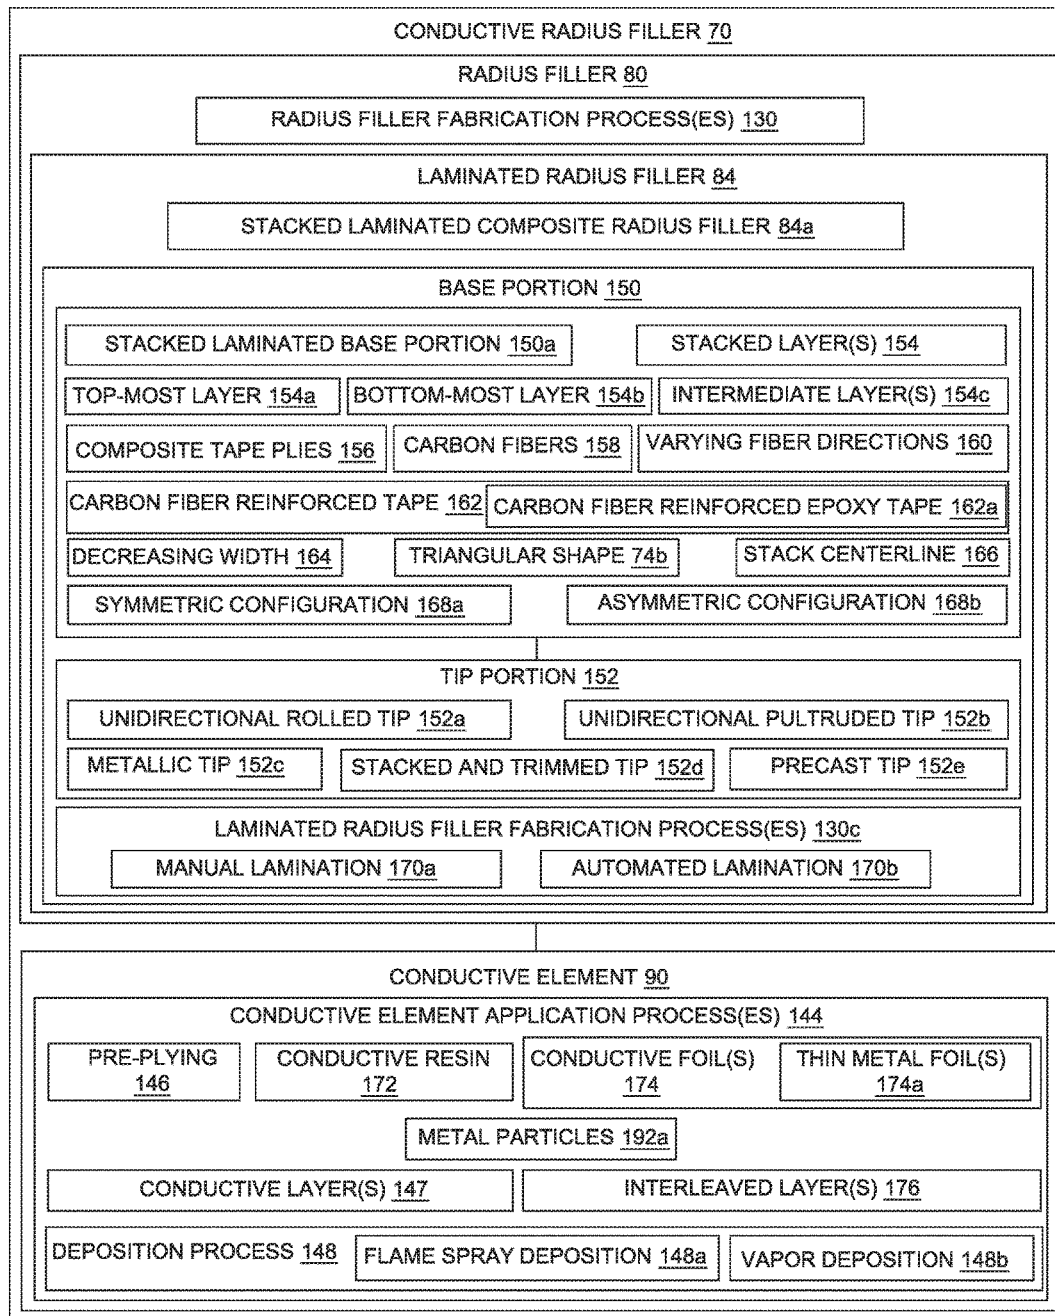 CONDUCTIVE RADIUS FILLER 70
RADIUS FILLER 80
RADIUS FILLER FABRICATION PROCESS(ES) 130
LAMINATED RADIUS FILLER 84
STACKED LAMINATED COMPOSITE RADIUS FILLER 84a
BASE PORTION 150
STACKED LAMINATED BASE PORTION 150a
STACKED LAYER(S) 154
TOP-MOST LAYER 154a
BOTTOM-MOST LAYER 154b
INTERMEDIATE LAYER(S) 154c
COMPOSITE TAPE PLIES 156
CARBON FIBERS 158
VARYING FIBER DIRECTIONS 160
CARBON FIBER REINFORCED TAPE 162
CARBON FIBER REINFORCED EPOXY TAPE 162a
DECREASING WIDTH 164
TRIANGULAR SHAPE 74b
STACK CENTERLINE 166
SYMMETRIC CONFIGURATION 168a
ASYMMETRIC CONFIGURATION 168b
TIP PORTION 152
UNIDIRECTIONAL ROLLED TIP 152a
UNIDIRECTIONAL PULTRUDED TIP 152b
METALLIC TIP 152c
STACKED AND TRIMMED TIP 152d
PRECAST TIP 152e
LAMINATED RADIUS FILLER FABRICATION PROCESS(ES) 130c
MANUAL LAMINATION 170a
AUTOMATED LAMINATION 170b
CONDUCTIVE ELEMENT 90
CONDUCTIVE ELEMENT APPLICATION PROCESS(ES) 144
PRE-PLYING
146
CONDUCTIVE RESIN
172
CONDUCTIVE FOIL(S)
174
THIN METAL FOIL(S)
174a
METAL PARTICLES 192a
CONDUCTIVE LAYER(S) 147
INTERLEAVED LAYER(S) 176
DEPOSITION PROCESS 148
FLAME SPRAY DEPOSITION 148a
VAPOR DEPOSITION 148b